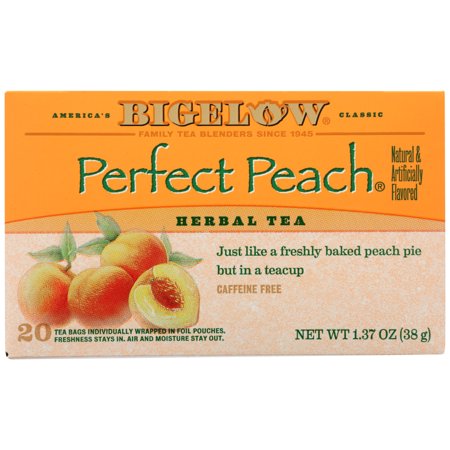 AMERICA'S BIGELOW® CLASSIC
FAMILY TEA BLENDERS SINCE 1945
Perfect Peach®
Natural &
Artificially
Flavored
HERBAL TEA
Just like a freshly baked peach pie
but in a teacup
CAFFEINE FREE
20 TEA BAGS INDIVIDUALLY WRAPPED IN FOIL POUCHES.
FRESHNESS STAYS IN. AIR AND MOISTURE STAY OUT.
NET WT 1.37 OZ (38 g)